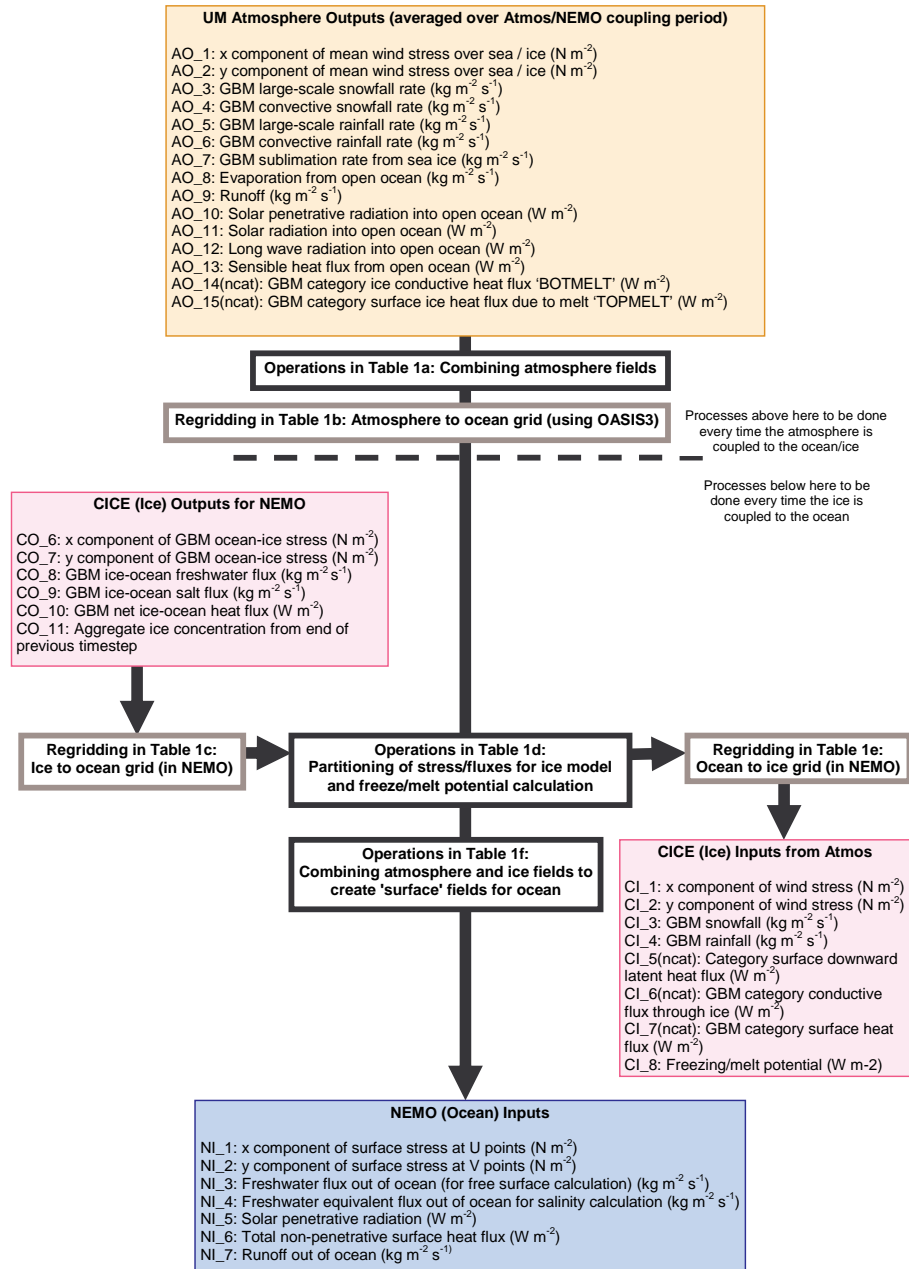 UM Atmosphere Outputs (averaged over Atmos/NEMO coupling period)
AO_1: x component of mean wind stress over sea / ice (N m-2)
AO_2: y component of mean wind stress over sea / ice (N m-2)
AO_3: GBM large-scale snowfall rate (kg m-2 s-1)
AO_4: GBM convective snowfall rate (kg m-2 s-1)
AO_5: GBM large-scale rainfall rate (kg m-2 s-1)
AO_6: GBM convective rainfall rate (kg m-2 s-1)
AO_7: GBM sublimation rate from sea ice (kg m-2 s-1)
AO_8: Evaporation from open ocean (kg m-2 s-1)
AO_9: Runoff (kg m-2 s-1)
AO_10: Solar penetrative radiation into open ocean (W m-2)
AO_11: Solar radiation into open ocean (W m-2)
AO_12: Long wave radiation into open ocean (W m-2)
AO_13: Sensible heat flux from open ocean (W m-2)
AO_14(ncat): GBM category ice conductive heat flux ‘BOTMELT’ (W m-2)
AO_15(ncat): GBM category surface ice heat flux due to melt ‘TOPMELT’ (W m-2)
Operations in Table 1a: Combining atmosphere fields
Regridding in Table 1b: Atmosphere to ocean grid (using OASIS3)
Processes above here to be done
every time the atmosphere is
coupled to the ocean/ice
Processes below here to be
done every time the ice is
coupled to the ocean
CICE (Ice) Outputs for NEMO
CO_6: x component of GBM ocean-ice stress (N m-2)
CO_7: y component of GBM ocean-ice stress (N m-2)
CO_8: GBM ice-ocean freshwater flux (kg m-2 s-1)
CO_9: GBM ice-ocean salt flux (kg m-2 s-1)
CO_10: GBM net ice-ocean heat flux (W m-2)
CO_11: Aggregate ice concentration from end of
previous timestep
Regridding in Table 1c:
Ice to ocean grid (in NEMO)
Operations in Table 1d:
Partitioning of stress/fluxes for ice model
and freeze/melt potential calculation
Regridding in Table 1e:
Ocean to ice grid (in NEMO)
Operations in Table 1f:
Combining atmosphere and ice fields to
create 'surface' fields for ocean
CICE (Ice) Inputs from Atmos
CI_1: x component of wind stress (N m-2)
CI_2: y component of wind stress (N m-2)
CI_3: GBM snowfall (kg m-2 s-1)
CI_4: GBM rainfall (kg m-2 s-1)
CI_5(ncat): Category surface downward
latent heat flux (W m-2)
CI_6(ncat): GBM category conductive
flux through ice (W m-2)
CI_7(ncat): GBM category surface heat
flux (W m-2)
CI_8: Freezing/melt potential (W m-2)
NEMO (Ocean) Inputs
NI_1: x component of surface stress at U points (N m-2)
NI_2: y component of surface stress at V points (N m-2)
NI_3: Freshwater flux out of ocean (for free surface calculation) (kg m-2 s-1)
NI_4: Freshwater equivalent flux out of ocean for salinity calculation (kg m-2 s-1)
NI_5: Solar penetrative radiation (W m-2)
NI_6: Total non-penetrative surface heat flux (W m-2)
NI_7: Runoff out of ocean (kg m-2 s-1)